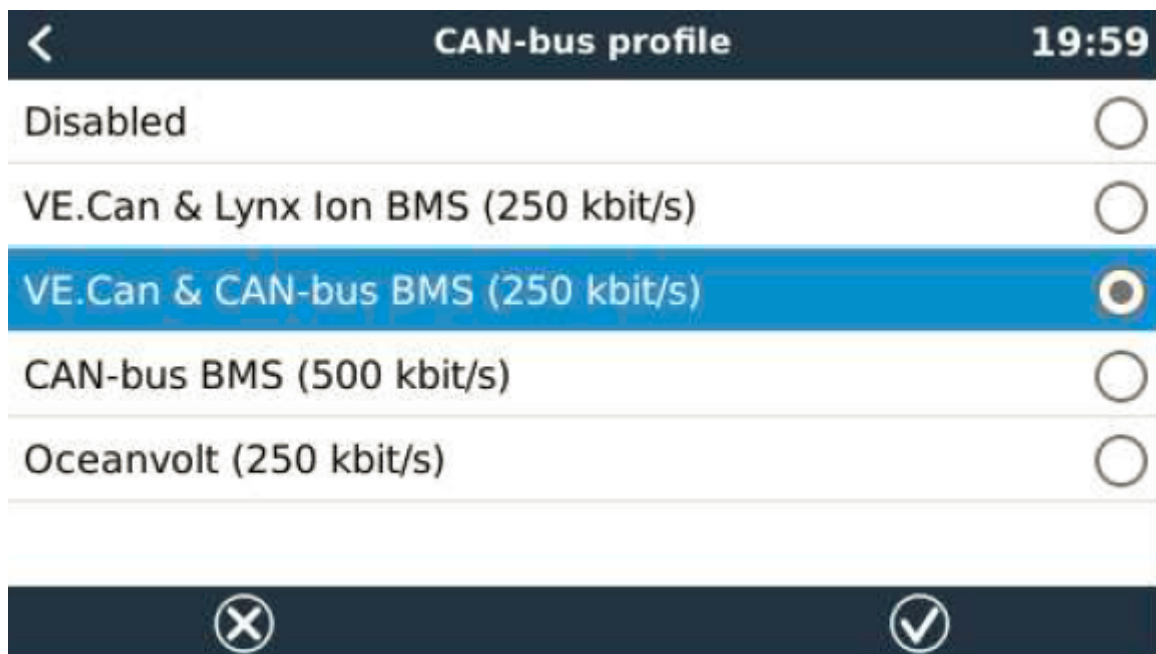 CAN-bus profile 19:59
Disabled
VE.Can & Lynx Ion BMS (250 kbit/s)
VE.Can & CAN-bus BMS (250 kbit/s)
CAN-bus BMS (500 kbit/s)
Oceanvolt (250 kbit/s)